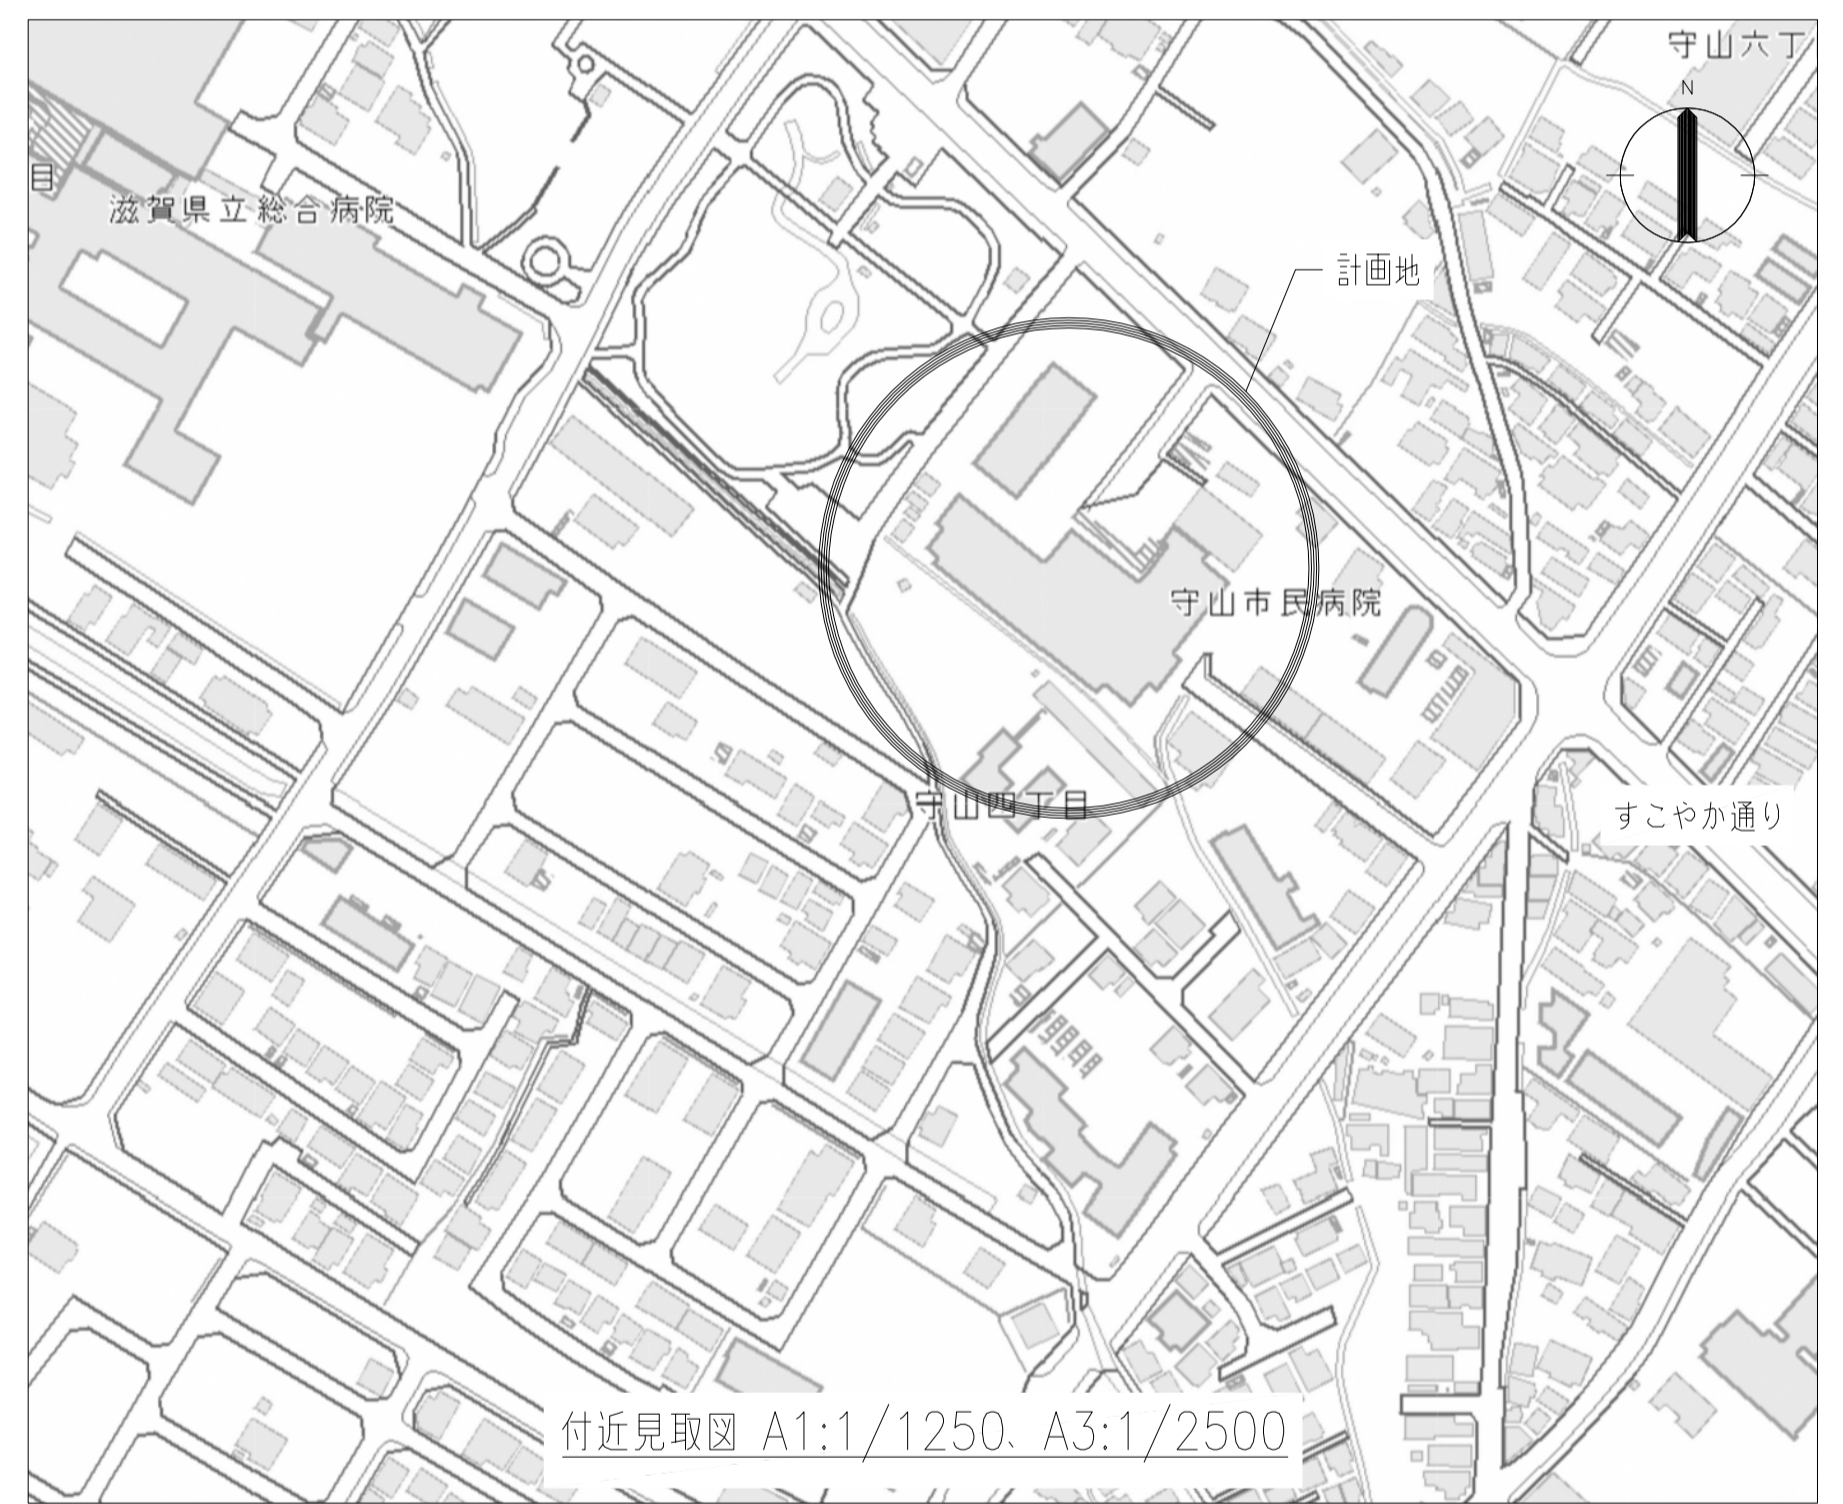 守山六丁
N
目
滋賀県立総合病院
計画地
守山市民病院
守山四丁目
すこやか通り
付近見取図 A1:1/1250、A3:1/2500